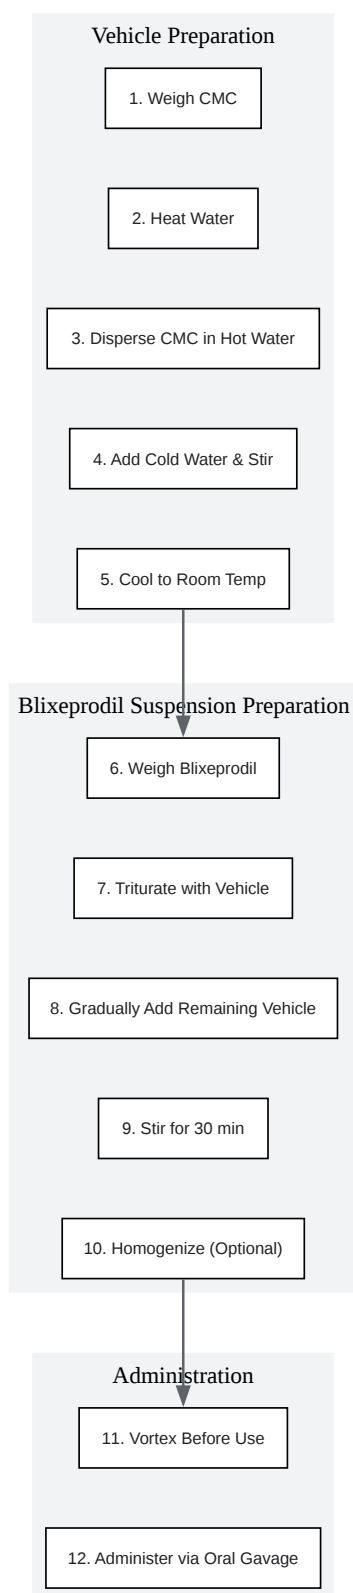 Vehicle Preparation
1. Weigh CMC
2. Heat Water
3. Disperse CMC in Hot Water
4. Add Cold Water & Stir
5. Cool to Room Temp
Blixeprodil Suspension Preparation
6. Weigh Blixeprodil
7. Triturate with Vehicle
8. Gradually Add Remaining Vehicle
9. Stir for 30 min
10. Homogenize (Optional)
Administration
11. Vortex Before Use
12. Administer via Oral Gavage